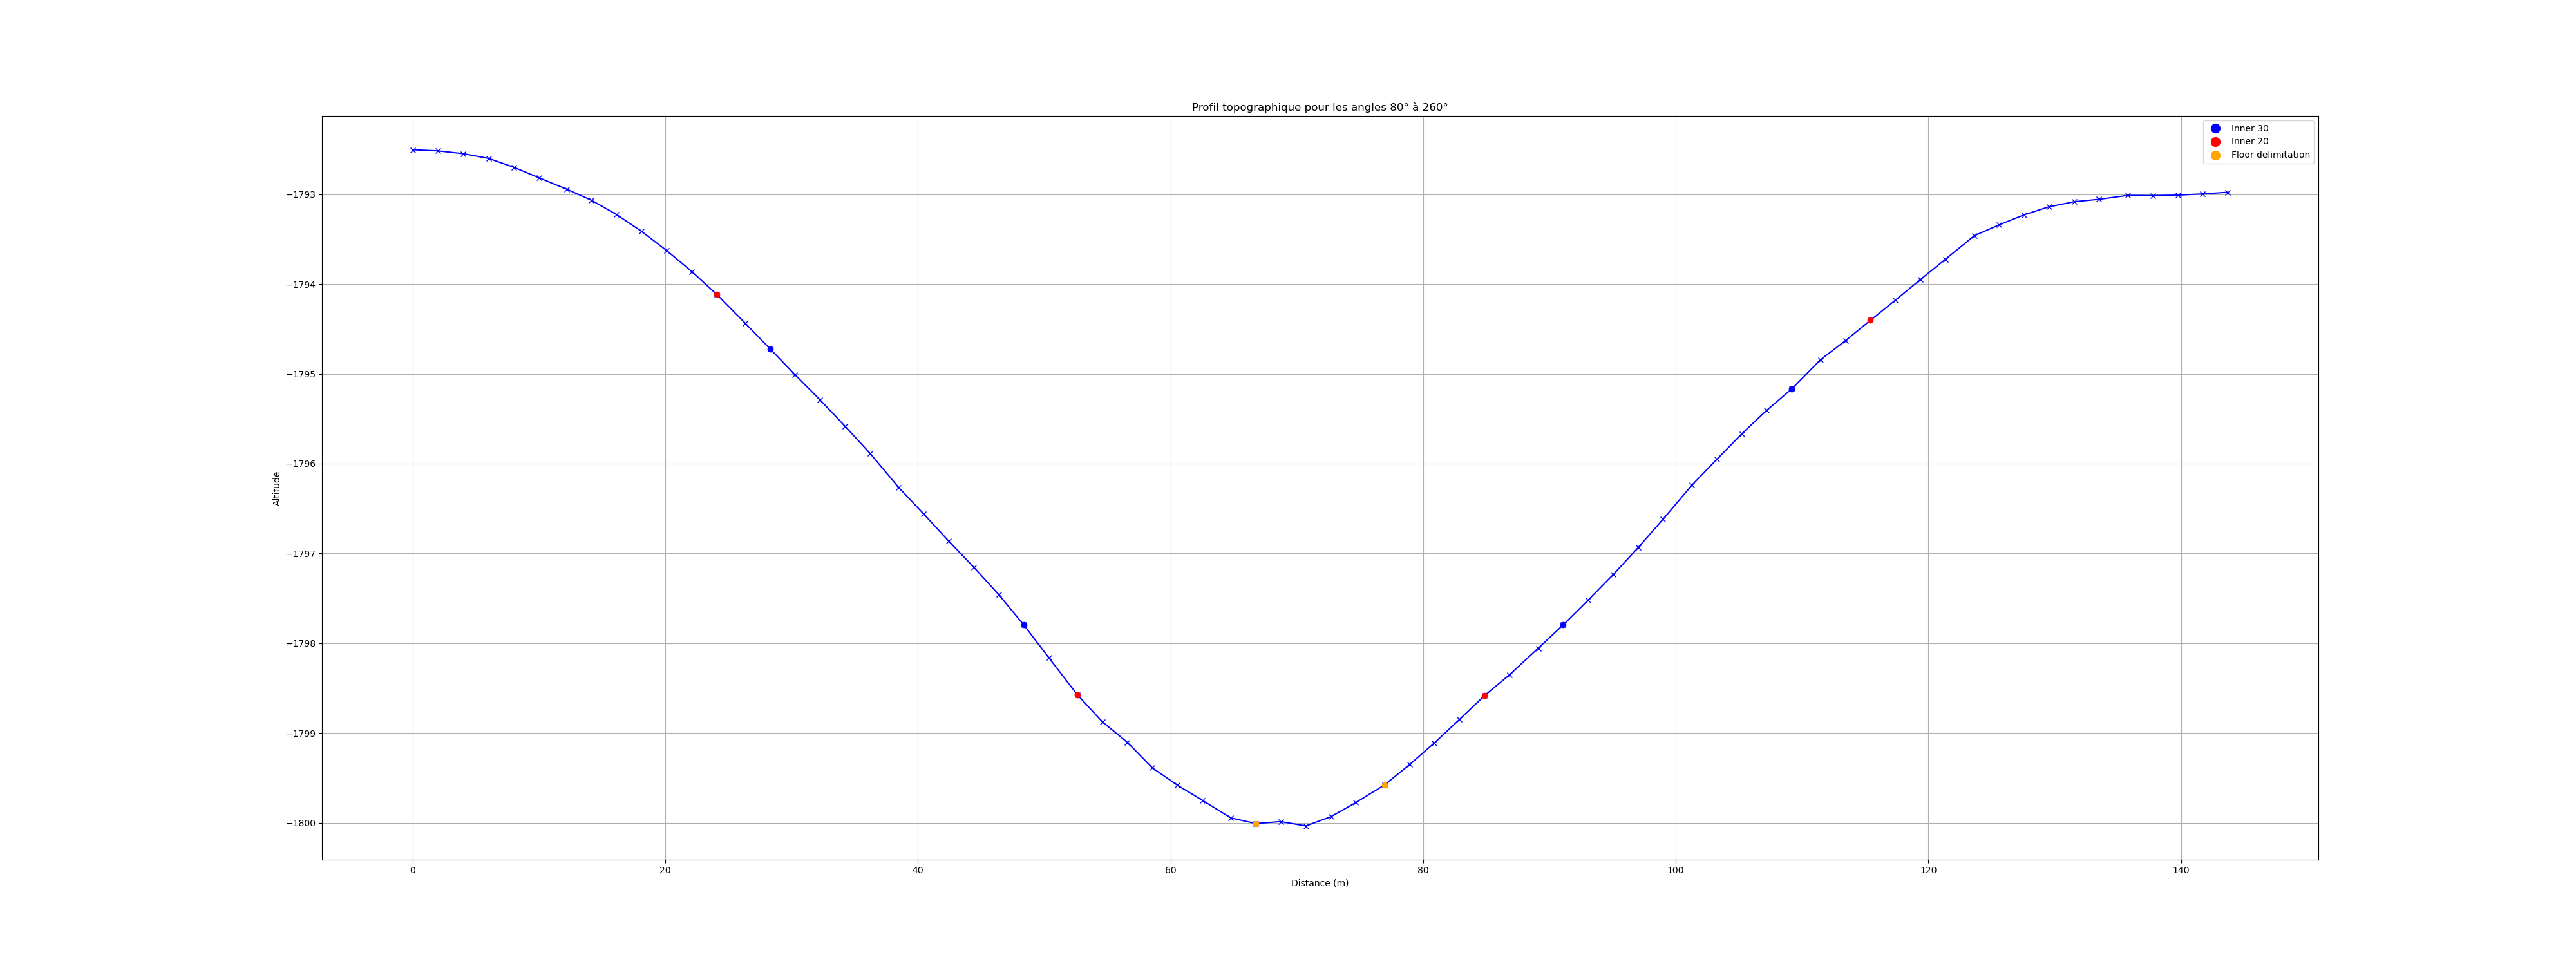 Profil topographique pour les angles 80° à 260°
Inner 30
Inner 20
Floor delimitation
−1793
−1794
−1795
−1796
−1797
−1798
−1799
−1800
Altitude
0 20 40 60 80 100 120 140
Distance (m)